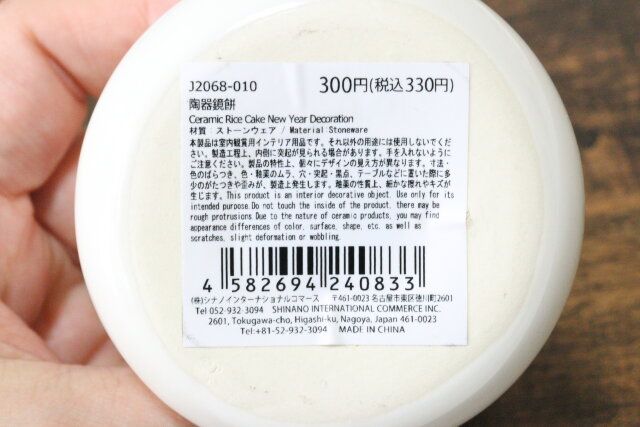 J2068-010 300円(税込330円)
陶器鏡餅
Ceramic Rice Cake New Year Decoration
材質:ストーンウェア / Material Stoneware
本製品は室内観賞用インテリア用品です。それ以外の用途には使用しないでくだ
さい。製造工程上、内側に突起が見られる場合があります。手を入れないように
ご注意ください。製品の特性上、個々にデザインの見え方が異なります。寸法・
色のばらつき、色・釉薬のムラ、穴・突起・黒点、テーブルなどに置いた際に多
少のがたつきや歪みが、製造上発生します。釉薬の性質上、細かな擦れやキズが
生じます。This product is an interior decorative object. Use only for its
intended purpose.Do not touch the inside of the product, there may be
rough protrusions.Due to the nature of ceramic products, you may find
appearance differences of color, surface, shape, etc. as well as
scratches, slight deformation or wobbling.
4 582694 240833
(株)シナノインターナショナルコマース 〒461-0023 名古屋市東区徳川町2601
Tel 052-932-3094 SHINANO INTERNATIONAL COMMERCE INC.
2601, Tokugawa-cho, Higashi-ku, Nagoya, Japan 461-0023
Tel:+81-52-932-3094 MADE IN CHINA